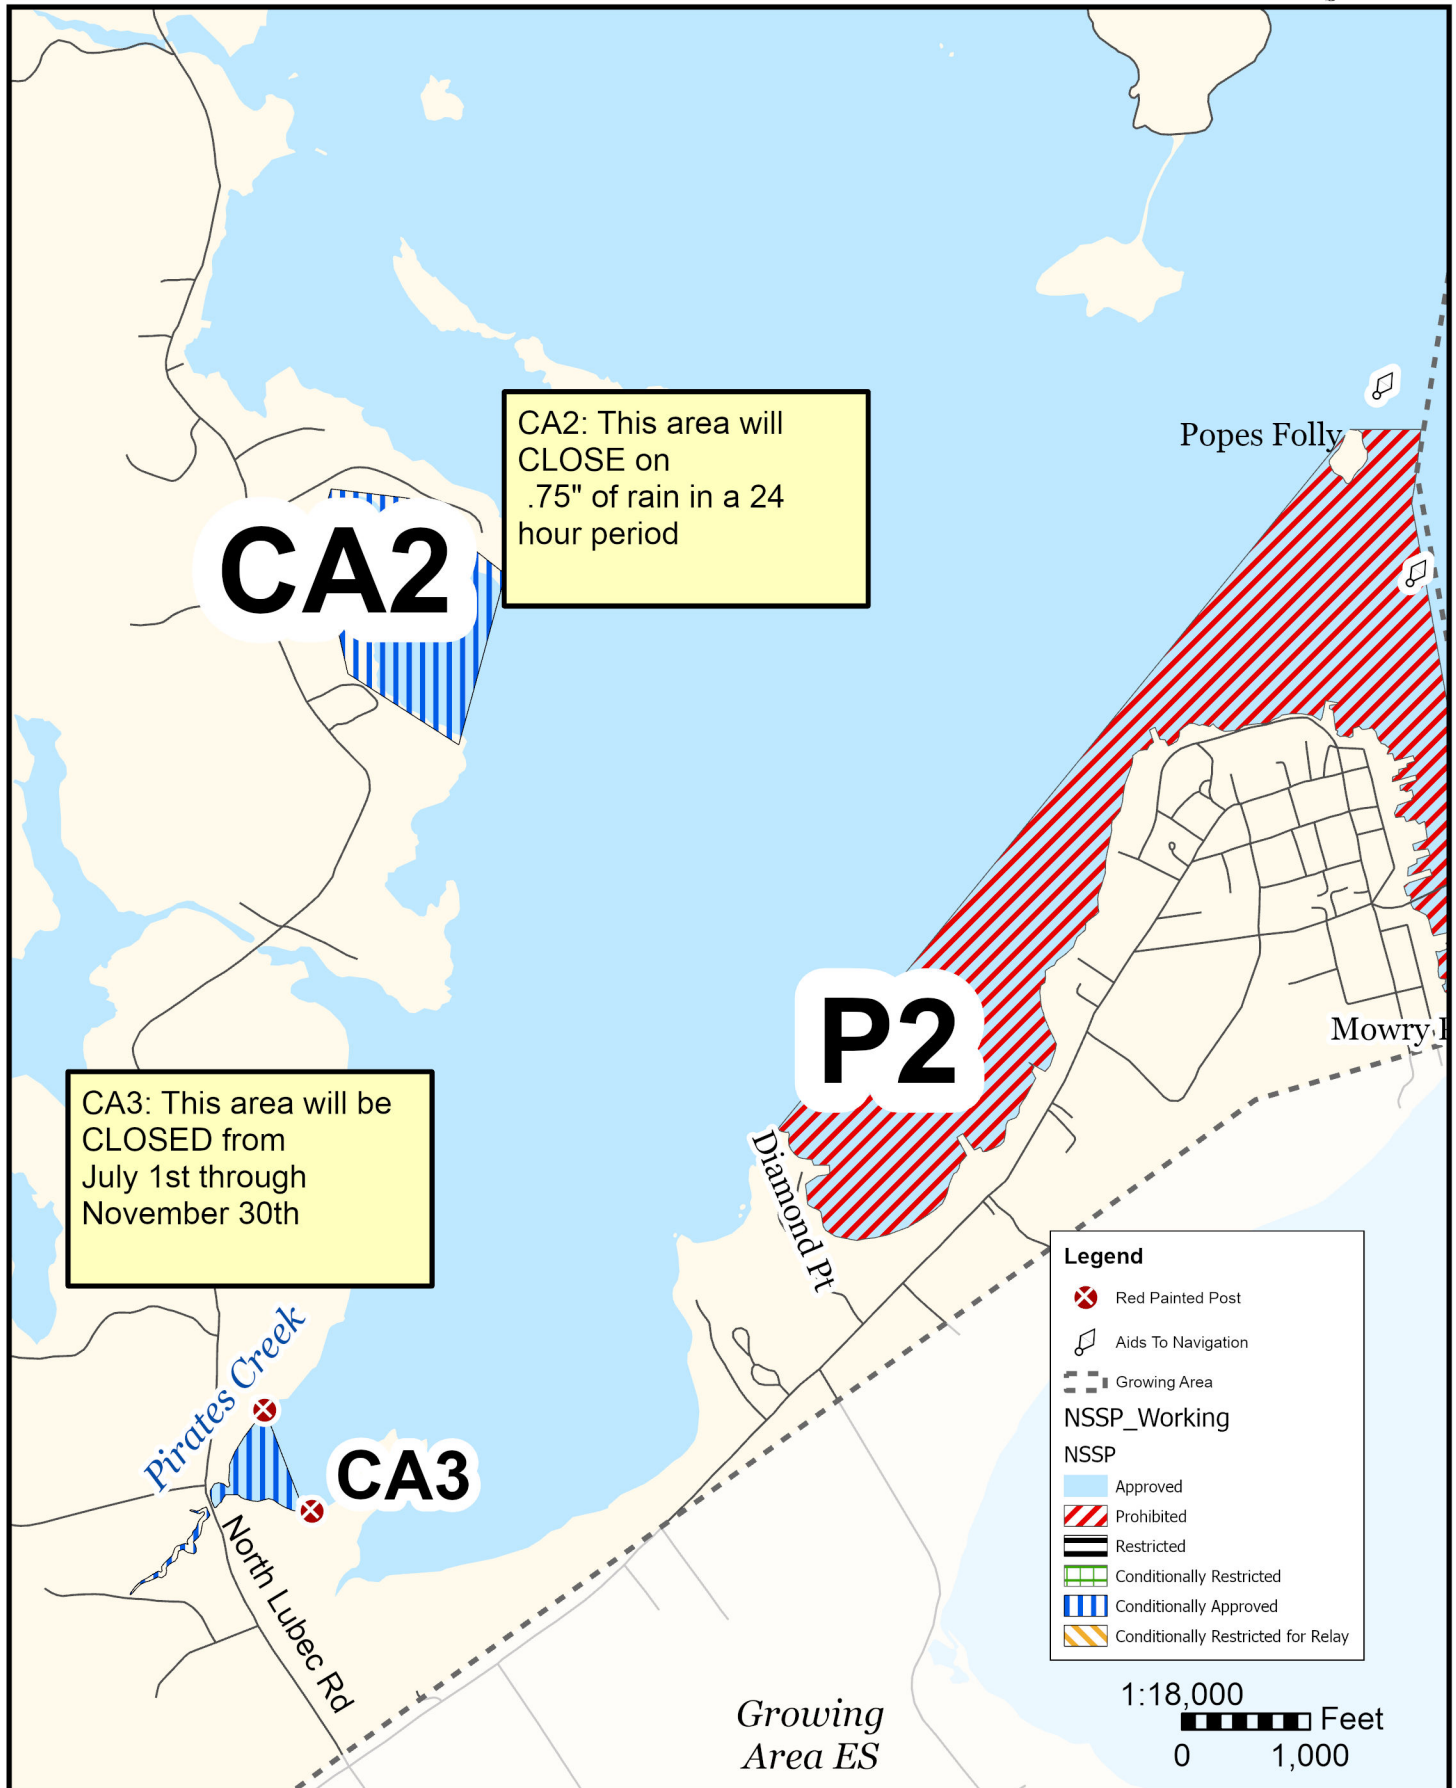 Popes Folly
CA2: This area will
CLOSE on
.75" of rain in a 24
hour period
CA2
P2
Mowry
CA3: This area will be
CLOSED from
July 1st through
November 30th
Diamond Pt
Pirates Creek
CA3
North Lubec Rd
Growing
Area ES
Legend
Red Painted Post
Aids To Navigation
Growing Area
NSSP_Working
NSSP
Approved
Prohibited
Restricted
Conditionally Restricted
Conditionally Approved
Conditionally Restricted for Relay
1:18,000
Feet
0 1,000